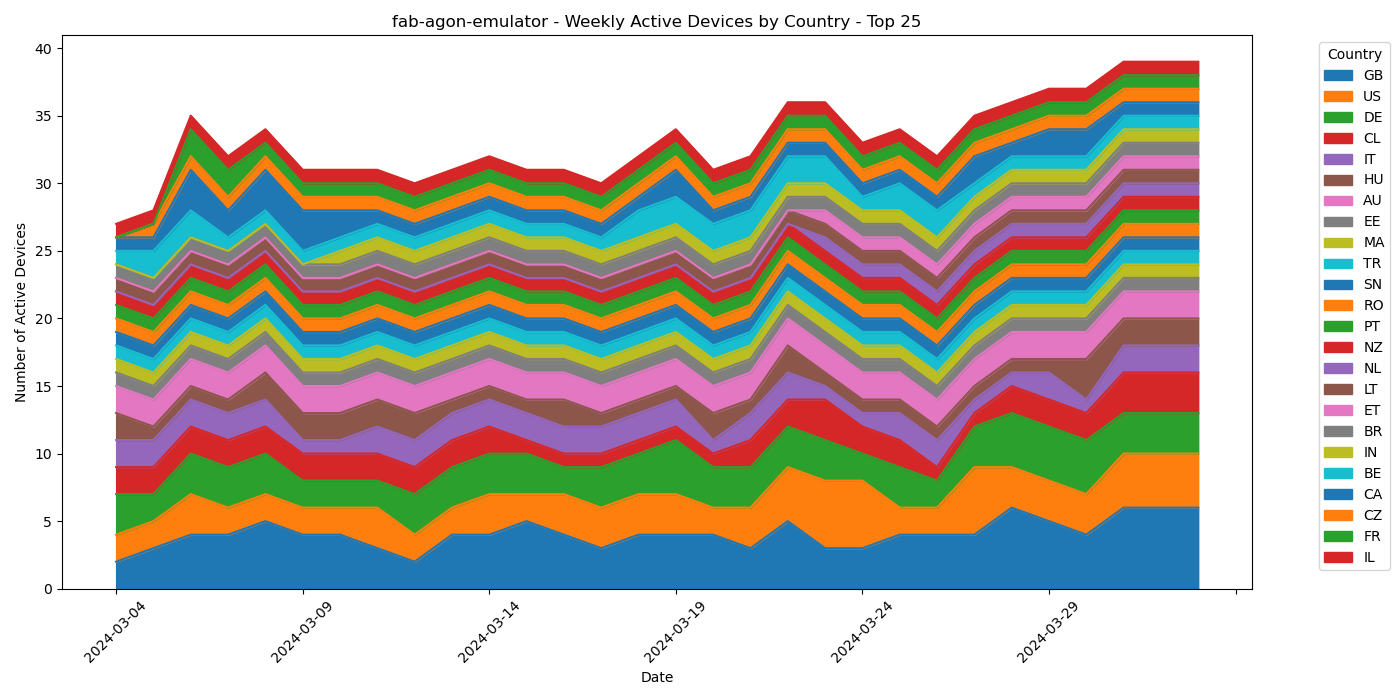 fab-agon-emulator - Weekly Active Devices by Country - Top 25
Number of Active Devices
40
35
30
25
20
15
10
5
0
2024-03-04
2024-03-09
2024-03-14
2024-03-19
2024-03-24
2024-03-29
Date
Country
GB
US
DE
CL
IT
HU
AU
EE
MA
TR
SN
RO
PT
NZ
NL
LT
ET
BR
IN
BE
CA
CZ
FR
IL